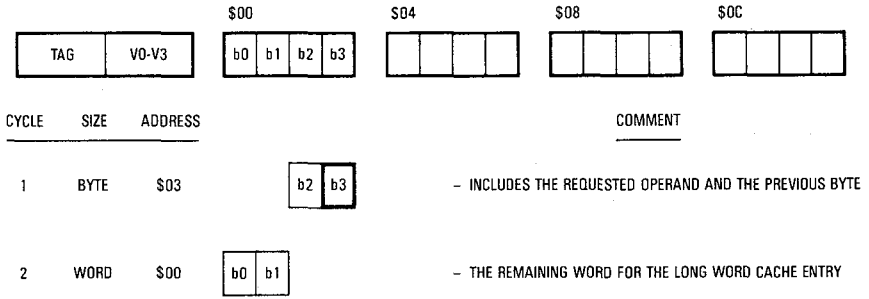 $00 $04 $08 $0C
TAG V0-V3 b0 b1 b2 b3
CYCLE SIZE ADDRESS COMMENT
1 BYTE $03 b2 b3 – INCLUDES THE REQUESTED OPERAND AND THE PREVIOUS BYTE
2 WORD $00 b0 b1 – THE REMAINING WORD FOR THE LONG WORD CACHE ENTRY